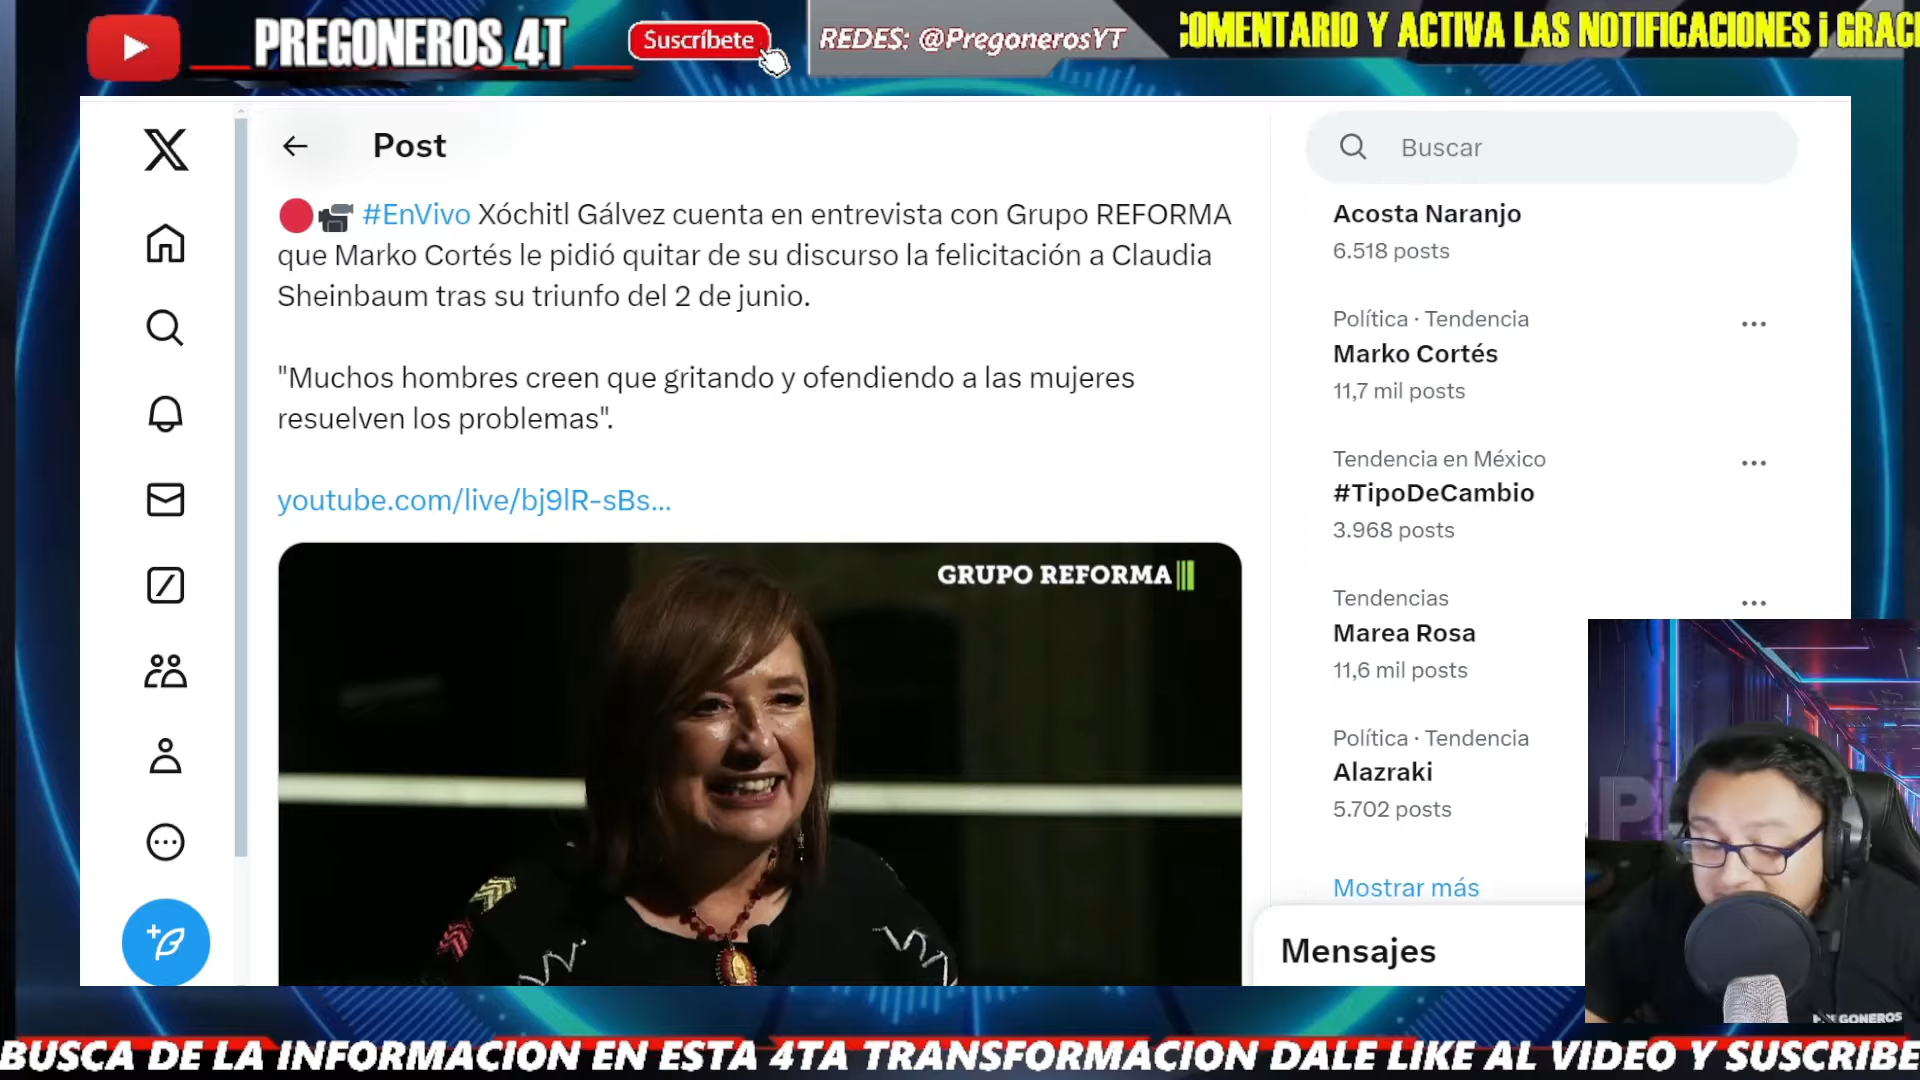 PREGONEROS 4T
Suscríbete
REDES: @PregonerosYT
COMENTARIO Y ACTIVA LAS NOTIFICACIONES ¡ GRACI
Post
Buscar
#EnVivo Xóchitl Gálvez cuenta en entrevista con Grupo REFORMA
que Marko Cortés le pidió quitar de su discurso la felicitación a Claudia
Sheinbaum tras su triunfo del 2 de junio.
"Muchos hombres creen que gritando y ofendiendo a las mujeres
resuelven los problemas".
youtube.com/live/bj9lR-sBs...
GRUPO REFORMA
Acosta Naranjo
6.518 posts
Política · Tendencia
Marko Cortés
11,7 mil posts
Tendencia en México
#TipoDeCambio
3.968 posts
Tendencias
Marea Rosa
11,6 mil posts
Política · Tendencia
Alazraki
5.702 posts
Mostrar más
Mensajes
BUSCA DE LA INFORMACION EN ESTA 4TA TRANSFORMACION DALE LIKE AL VIDEO Y SUSCRIBE